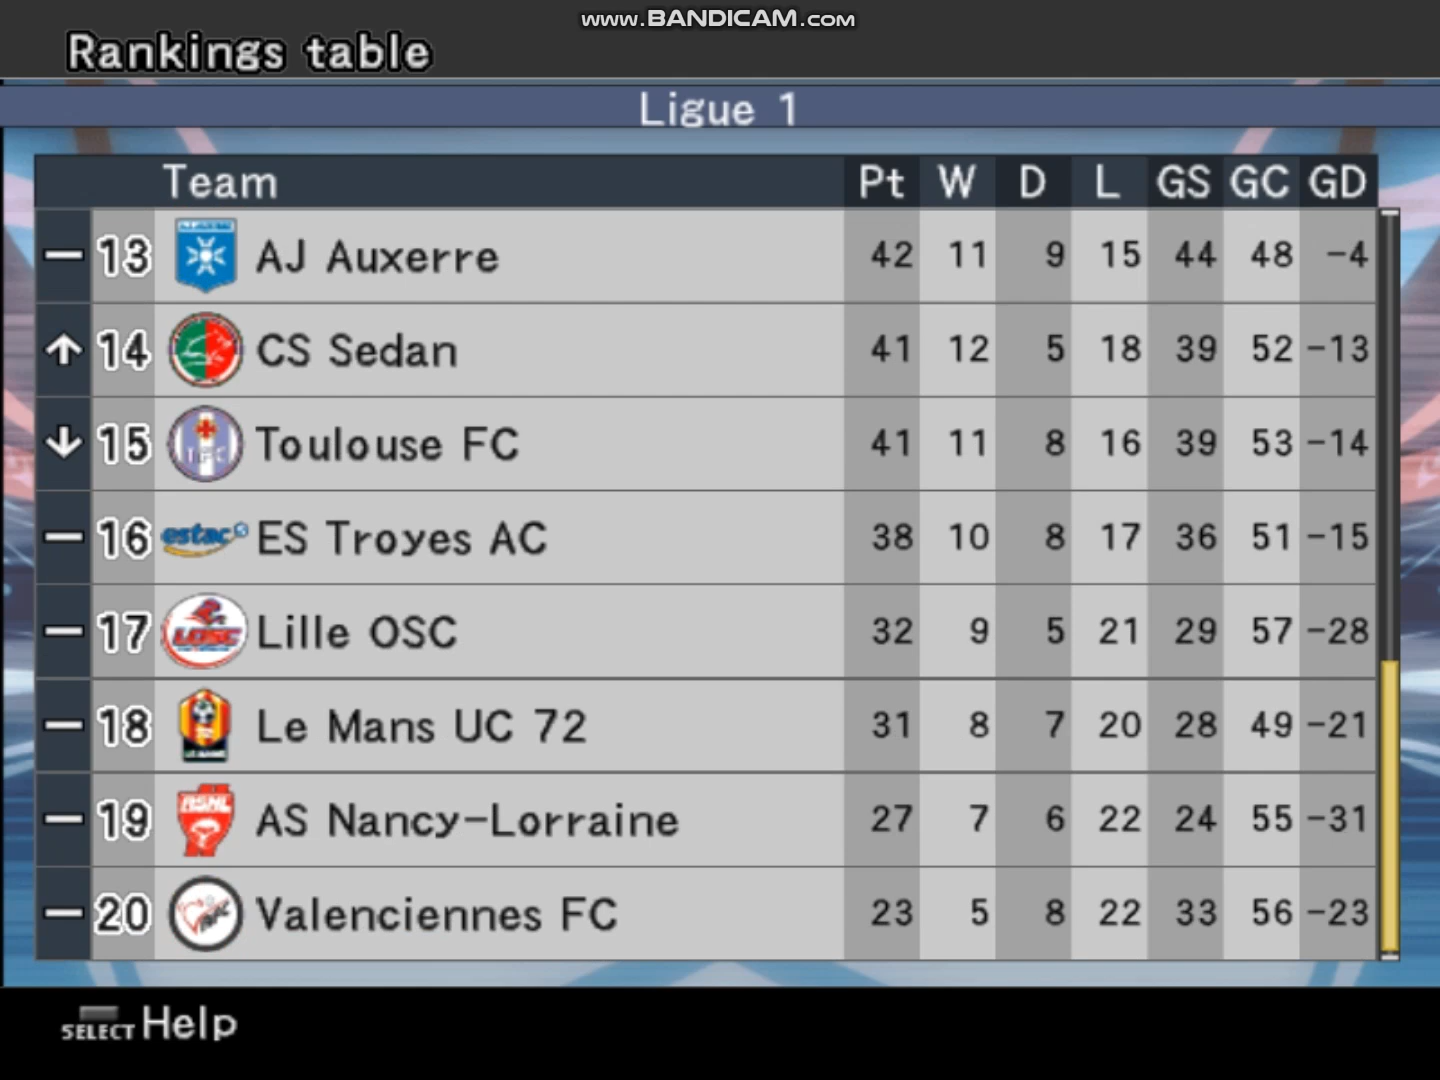 www.BANDICAM.com
Rankings table
Ligue 1
Team Pt W D L GS GC GD
13 AJ Auxerre 42 11 9 15 44 48 -4
14 CS Sedan 41 12 5 18 39 52 -13
15 Toulouse FC 41 11 8 16 39 53 -14
16 estac ES Troyes AC 38 10 8 17 36 51 -15
17 LOSC Lille OSC 32 9 5 21 29 57 -28
18 Le Mans UC 72 31 8 7 20 28 49 -21
19 ASNL AS Nancy-Lorraine 27 7 6 22 24 55 -31
20 Valenciennes FC 23 5 8 22 33 56 -23
SELECT Help